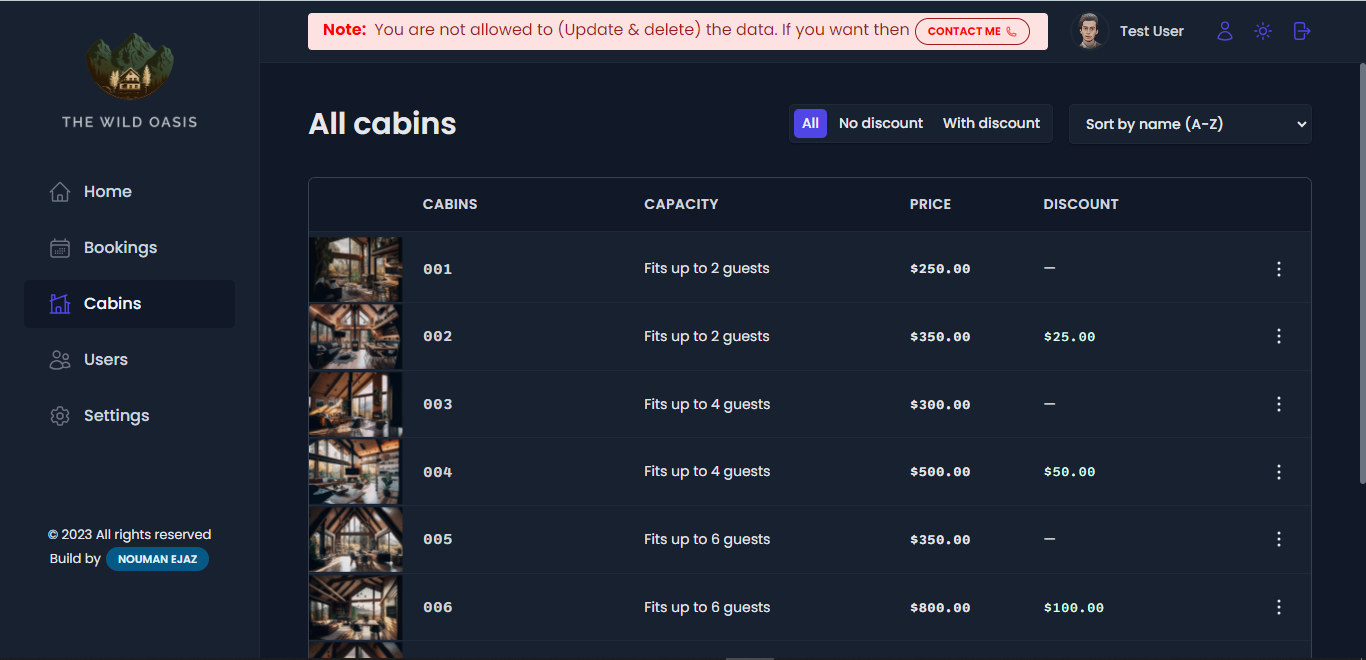 Note: You are not allowed to (Update & delete) the data. If you want then CONTACT ME
Test User
THE WILD OASIS
Home
Bookings
Cabins
Users
Settings
© 2023 All rights reserved
Build by NOUMAN EJAZ
All cabins
All No discount With discount
Sort by name (A-Z)
CABINS CAPACITY PRICE DISCOUNT
001 Fits up to 2 guests $250.00 —
002 Fits up to 2 guests $350.00 $25.00
003 Fits up to 4 guests $300.00 —
004 Fits up to 4 guests $500.00 $50.00
005 Fits up to 6 guests $350.00 —
006 Fits up to 6 guests $800.00 $100.00